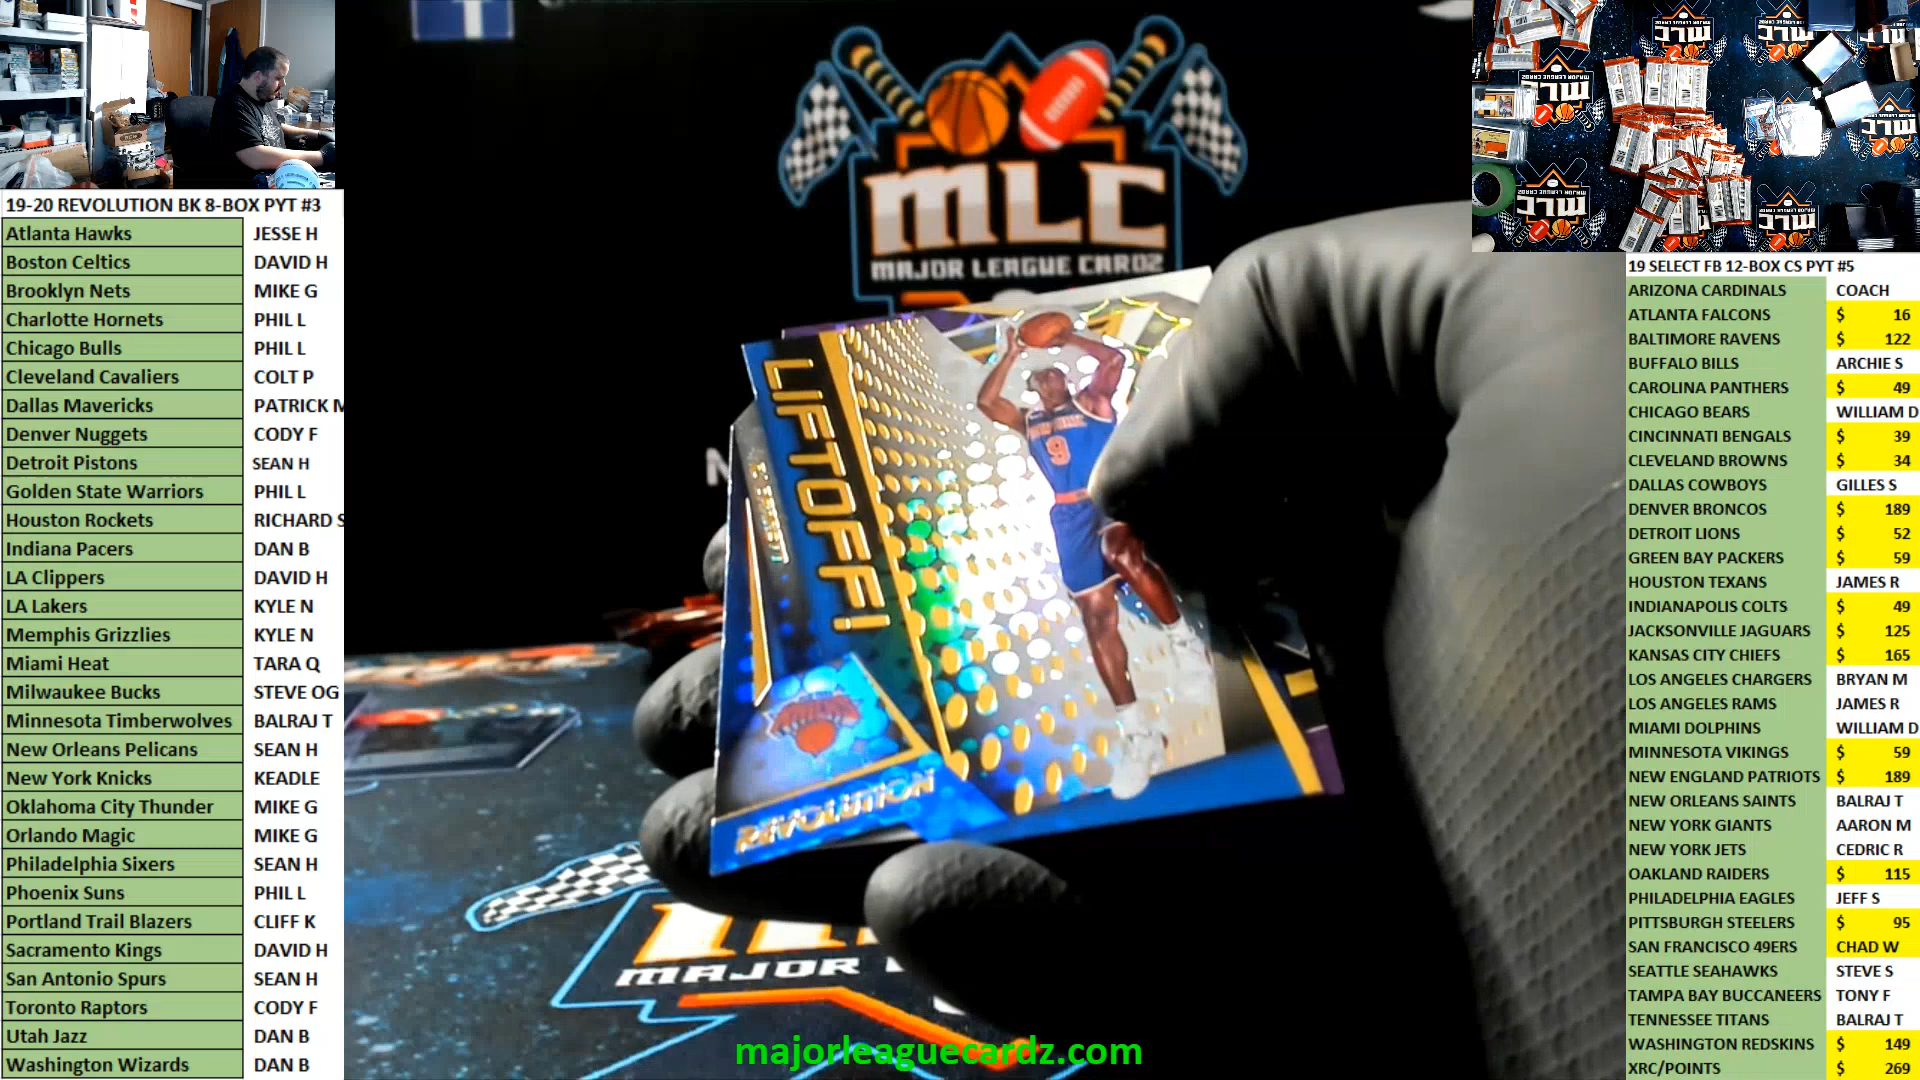 19-20 REVOLUTION BK 8-BOX PYT #3
Atlanta Hawks JESSE H
Boston Celtics DAVID H
Brooklyn Nets MIKE G
Charlotte Hornets PHIL L
Chicago Bulls PHIL L
Cleveland Cavaliers COLT P
Dallas Mavericks PATRICK M
Denver Nuggets CODY F
Detroit Pistons SEAN H
Golden State Warriors PHIL L
Houston Rockets RICHARD S
Indiana Pacers DAN B
LA Clippers DAVID H
LA Lakers KYLE N
Memphis Grizzlies KYLE N
Miami Heat TARA Q
Milwaukee Bucks STEVE OG
Minnesota Timberwolves BALRAJ T
New Orleans Pelicans SEAN H
New York Knicks KEADLE
Oklahoma City Thunder MIKE G
Orlando Magic MIKE G
Philadelphia Sixers SEAN H
Phoenix Suns PHIL L
Portland Trail Blazers CLIFF K
Sacramento Kings DAVID H
San Antonio Spurs SEAN H
Toronto Raptors CODY F
Utah Jazz DAN B
Washington Wizards DAN B
MLC
MAJOR LEAGUE CARDZ
LIFTOFF!
9
REVOLUTION
MAJOR
majorleaguecardz.com
MLC
MLC
MLC
MLC
MLC
MLC
19 SELECT FB 12-BOX CS PYT #5
ARIZONA CARDINALS COACH
ATLANTA FALCONS $ 16
BALTIMORE RAVENS $ 122
BUFFALO BILLS ARCHIE S
CAROLINA PANTHERS $ 49
CHICAGO BEARS WILLIAM D
CINCINNATI BENGALS $ 39
CLEVELAND BROWNS $ 34
DALLAS COWBOYS GILLES S
DENVER BRONCOS $ 189
DETROIT LIONS $ 52
GREEN BAY PACKERS $ 59
HOUSTON TEXANS JAMES R
INDIANAPOLIS COLTS $ 49
JACKSONVILLE JAGUARS $ 125
KANSAS CITY CHIEFS $ 165
LOS ANGELES CHARGERS BRYAN M
LOS ANGELES RAMS JAMES R
MIAMI DOLPHINS WILLIAM D
MINNESOTA VIKINGS $ 59
NEW ENGLAND PATRIOTS $ 189
NEW ORLEANS SAINTS BALRAJ T
NEW YORK GIANTS AARON M
NEW YORK JETS CEDRIC R
OAKLAND RAIDERS $ 115
PHILADELPHIA EAGLES JEFF S
PITTSBURGH STEELERS $ 95
SAN FRANCISCO 49ERS CHAD W
SEATTLE SEAHAWKS STEVE S
TAMPA BAY BUCCANEERS TONY F
TENNESSEE TITANS BALRAJ T
WASHINGTON REDSKINS $ 149
XRC/POINTS $ 269